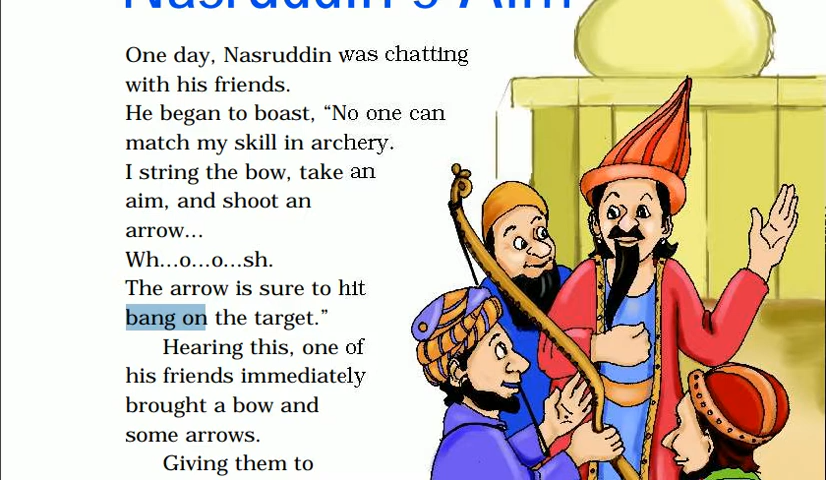 Nasruddin's Aim
One day, Nasruddin was chatting
with his friends.
He began to boast, “No one can
match my skill in archery.
I string the bow, take an
aim, and shoot an
arrow...
Wh...o...o...sh.
The arrow is sure to hit
bang on the target.”
Hearing this, one of
his friends immediately
brought a bow and
some arrows.
Giving them to